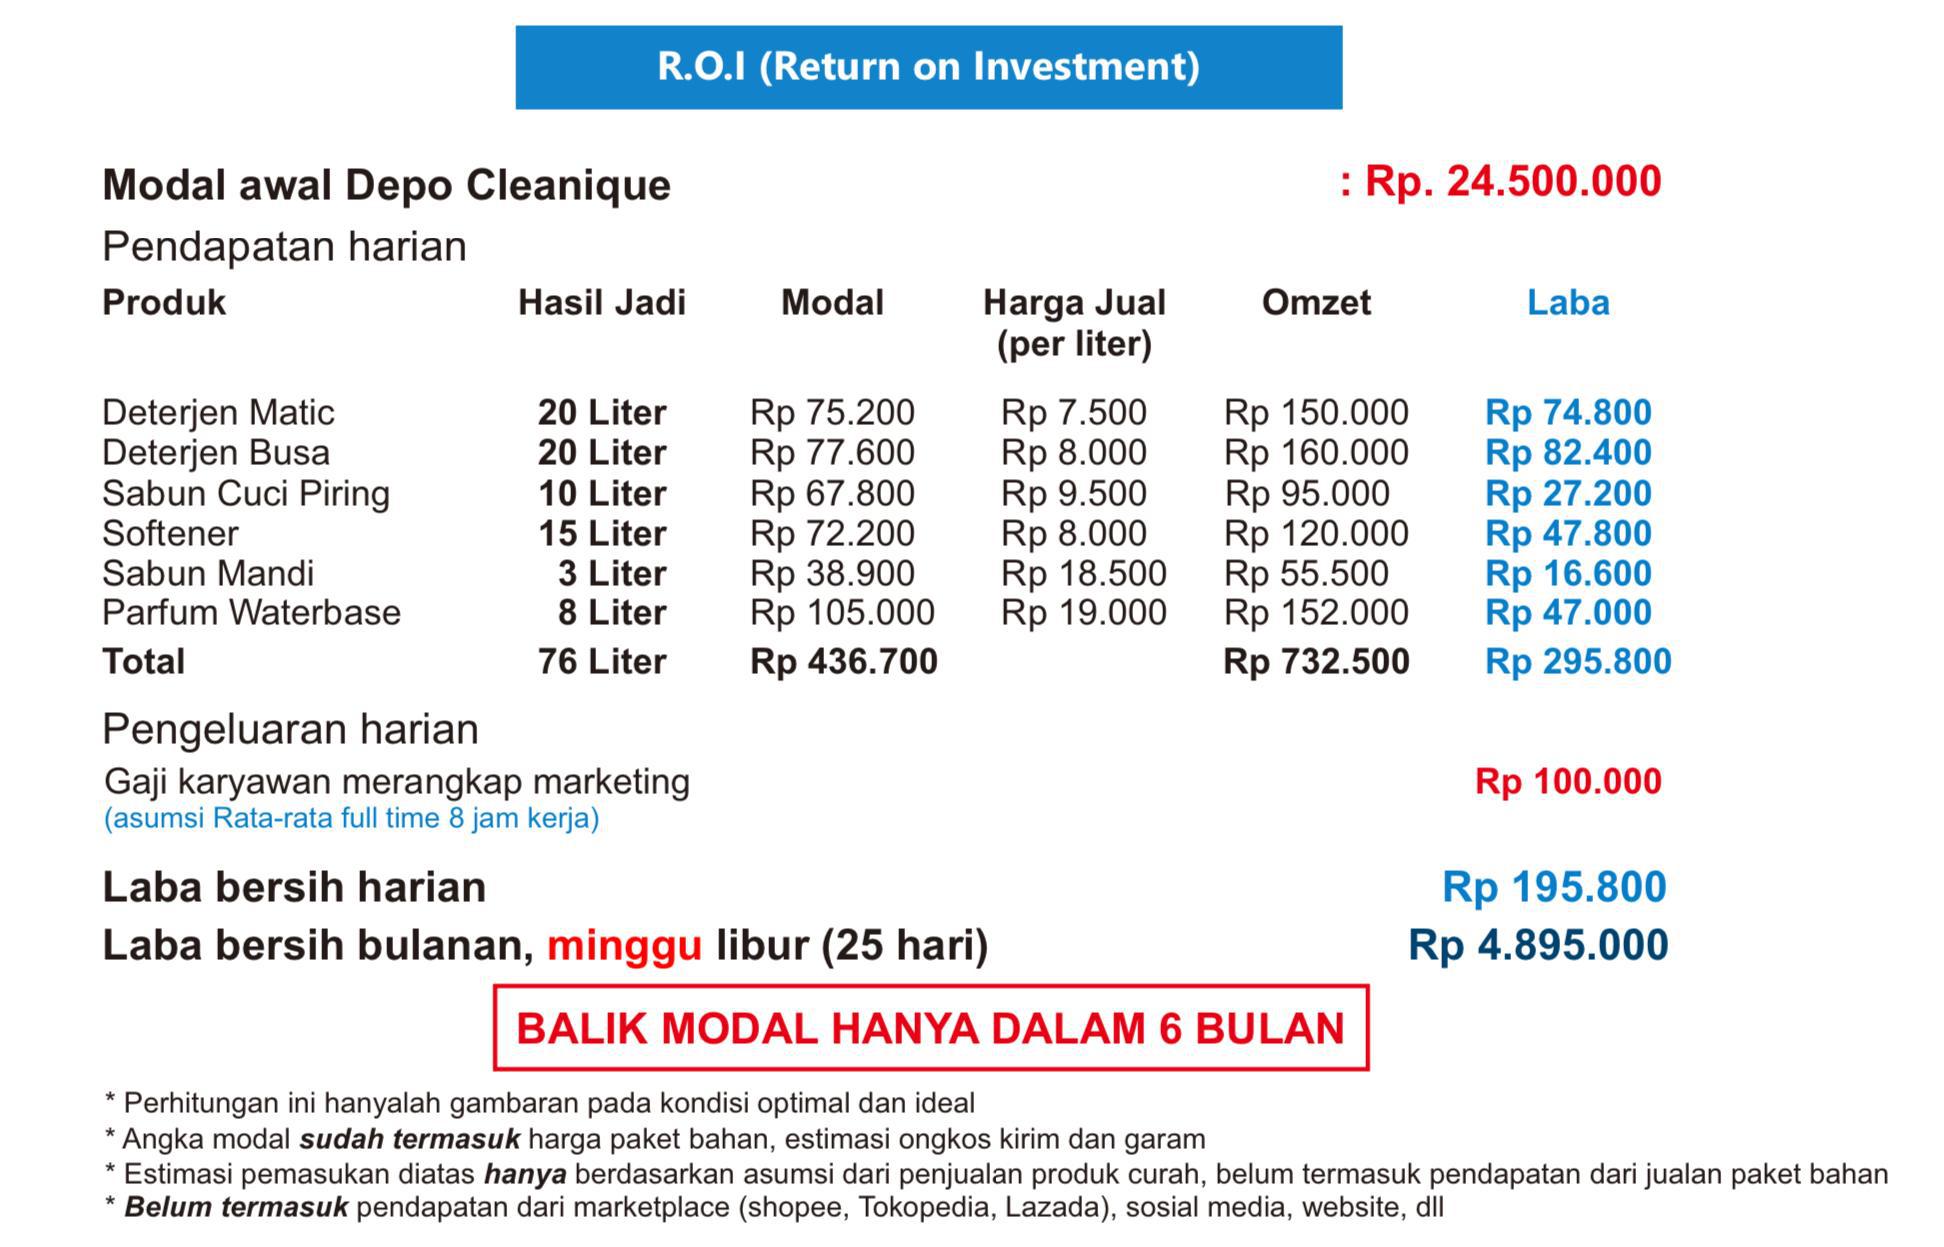 R.O.I (Return on Investment)
Modal awal Depo Cleanique : Rp. 24.500.000
Pendapatan harian
Produk Hasil Jadi Modal Harga Jual Omzet Laba
(per liter)
Deterjen Matic 20 Liter Rp 75.200 Rp 7.500 Rp 150.000 Rp 74.800
Deterjen Busa 20 Liter Rp 77.600 Rp 8.000 Rp 160.000 Rp 82.400
Sabun Cuci Piring 10 Liter Rp 67.800 Rp 9.500 Rp 95.000 Rp 27.200
Softener 15 Liter Rp 72.200 Rp 8.000 Rp 120.000 Rp 47.800
Sabun Mandi 3 Liter Rp 38.900 Rp 18.500 Rp 55.500 Rp 16.600
Parfum Waterbase 8 Liter Rp 105.000 Rp 19.000 Rp 152.000 Rp 47.000
Total 76 Liter Rp 436.700 Rp 732.500 Rp 295.800
Pengeluaran harian
Gaji karyawan merangkap marketing Rp 100.000
(asumsi Rata-rata full time 8 jam kerja)
Laba bersih harian Rp 195.800
Laba bersih bulanan, minggu libur (25 hari) Rp 4.895.000
BALIK MODAL HANYA DALAM 6 BULAN
* Perhitungan ini hanyalah gambaran pada kondisi optimal dan ideal
* Angka modal sudah termasuk harga paket bahan, estimasi ongkos kirim dan garam
* Estimasi pemasukan diatas hanya berdasarkan asumsi dari penjualan produk curah, belum termasuk pendapatan dari jualan paket bahan
* Belum termasuk pendapatan dari marketplace (shopee, Tokopedia, Lazada), sosial media, website, dll